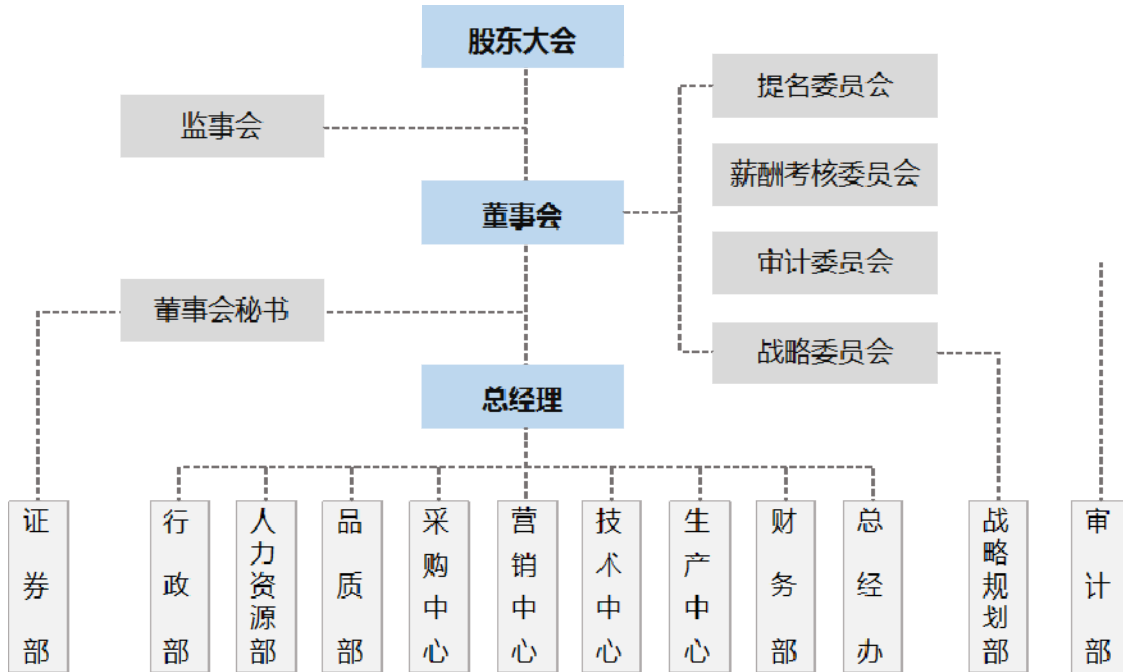 股东大会
提名委员会
监事会
薪酬考核委员会
董事会
审计委员会
董事会秘书
战略委员会
总经理
证券部
行政部
人力资源部
品质部
采购中心
营销中心
技术中心
生产中心
财务部
总经办
战略规划部
审计部